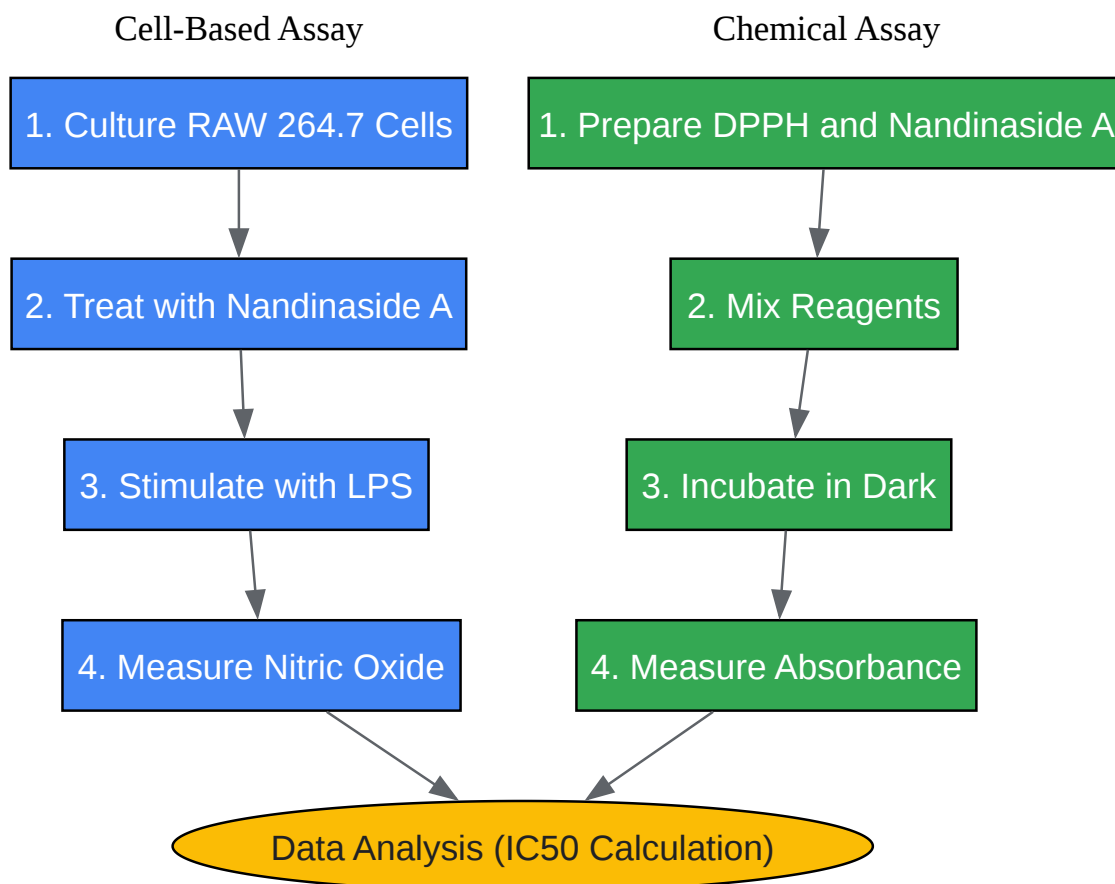 Cell-Based Assay
1. Culture RAW 264.7 Cells
2. Treat with Nandinaside A
3. Stimulate with LPS
4. Measure Nitric Oxide
Chemical Assay
1. Prepare DPPH and Nandinaside A
2. Mix Reagents
3. Incubate in Dark
4. Measure Absorbance
Data Analysis (IC50 Calculation)